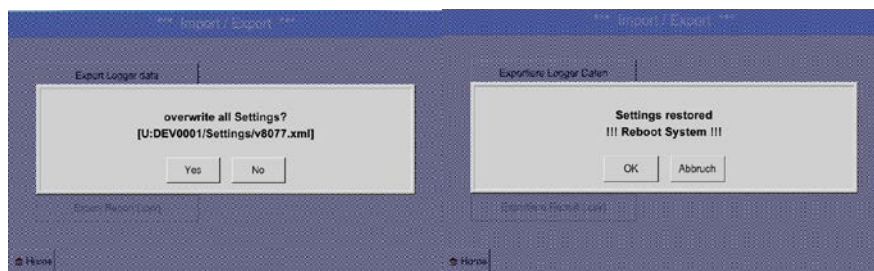 *** Import / Export ***
Export Logger data
overwrite all Settings?
[U:DEV0001/Settings/v8077.xml]
Yes
No
Home
*** Import / Export ***
Exportiere Logger Daten
Settings restored
!!! Reboot System !!!
OK
Abbruch
Home